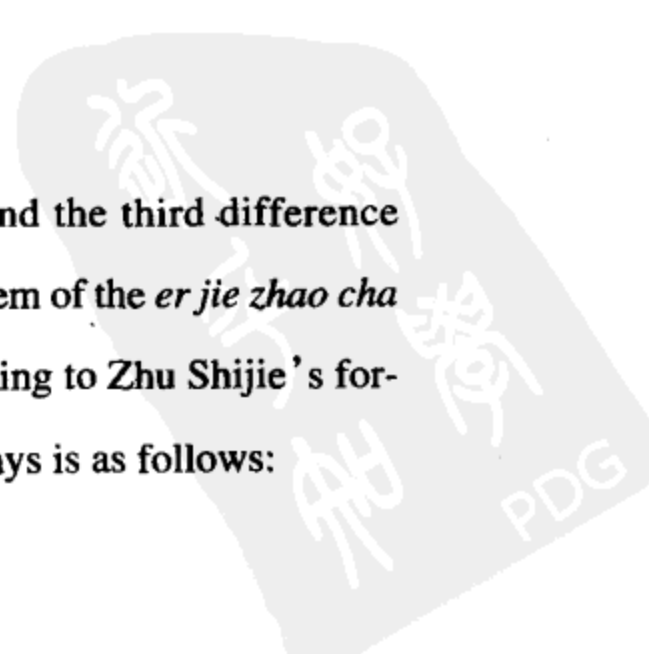 nd the third difference
em of the er jie zhao cha
ing to Zhu Shijie's for-
ys is as follows:
PDG